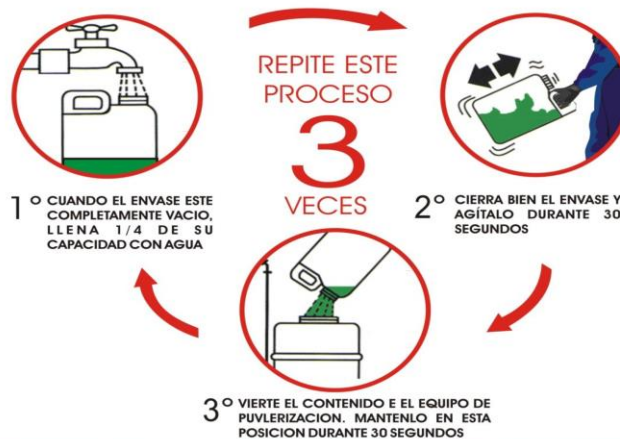 REPITE ESTE
PROCESO
3
VECES
1º CUANDO EL ENVASE ESTE
COMPLETAMENTE VACIO,
LLENA 1/4 DE SU
CAPACIDAD CON AGUA
2º CIERRA BIEN EL ENVASE Y
AGÍTALO DURANTE 30
SEGUNDOS
3º VIERTE EL CONTENIDO E EL EQUIPO DE
PUVLERIZACION. MANTENLO EN ESTA
POSICION DURANTE 30 SEGUNDOS